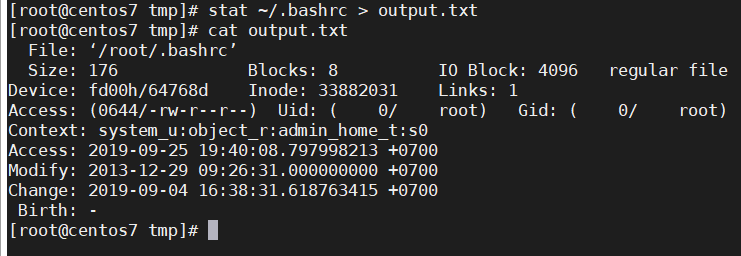 [root@centos7 tmp]# stat ~/.bashrc > output.txt
[root@centos7 tmp]# cat output.txt
  File: ‘/root/.bashrc’
  Size: 176             Blocks: 8          IO Block: 4096   regular file
Device: fd00h/64768d    Inode: 33882031    Links: 1
Access: (0644/-rw-r--r--)  Uid: (    0/    root)   Gid: (    0/    root)
Context: system_u:object_r:admin_home_t:s0
Access: 2019-09-25 19:40:08.797998213 +0700
Modify: 2013-12-29 09:26:31.000000000 +0700
Change: 2019-09-04 16:38:31.618763415 +0700
 Birth: -
[root@centos7 tmp]#